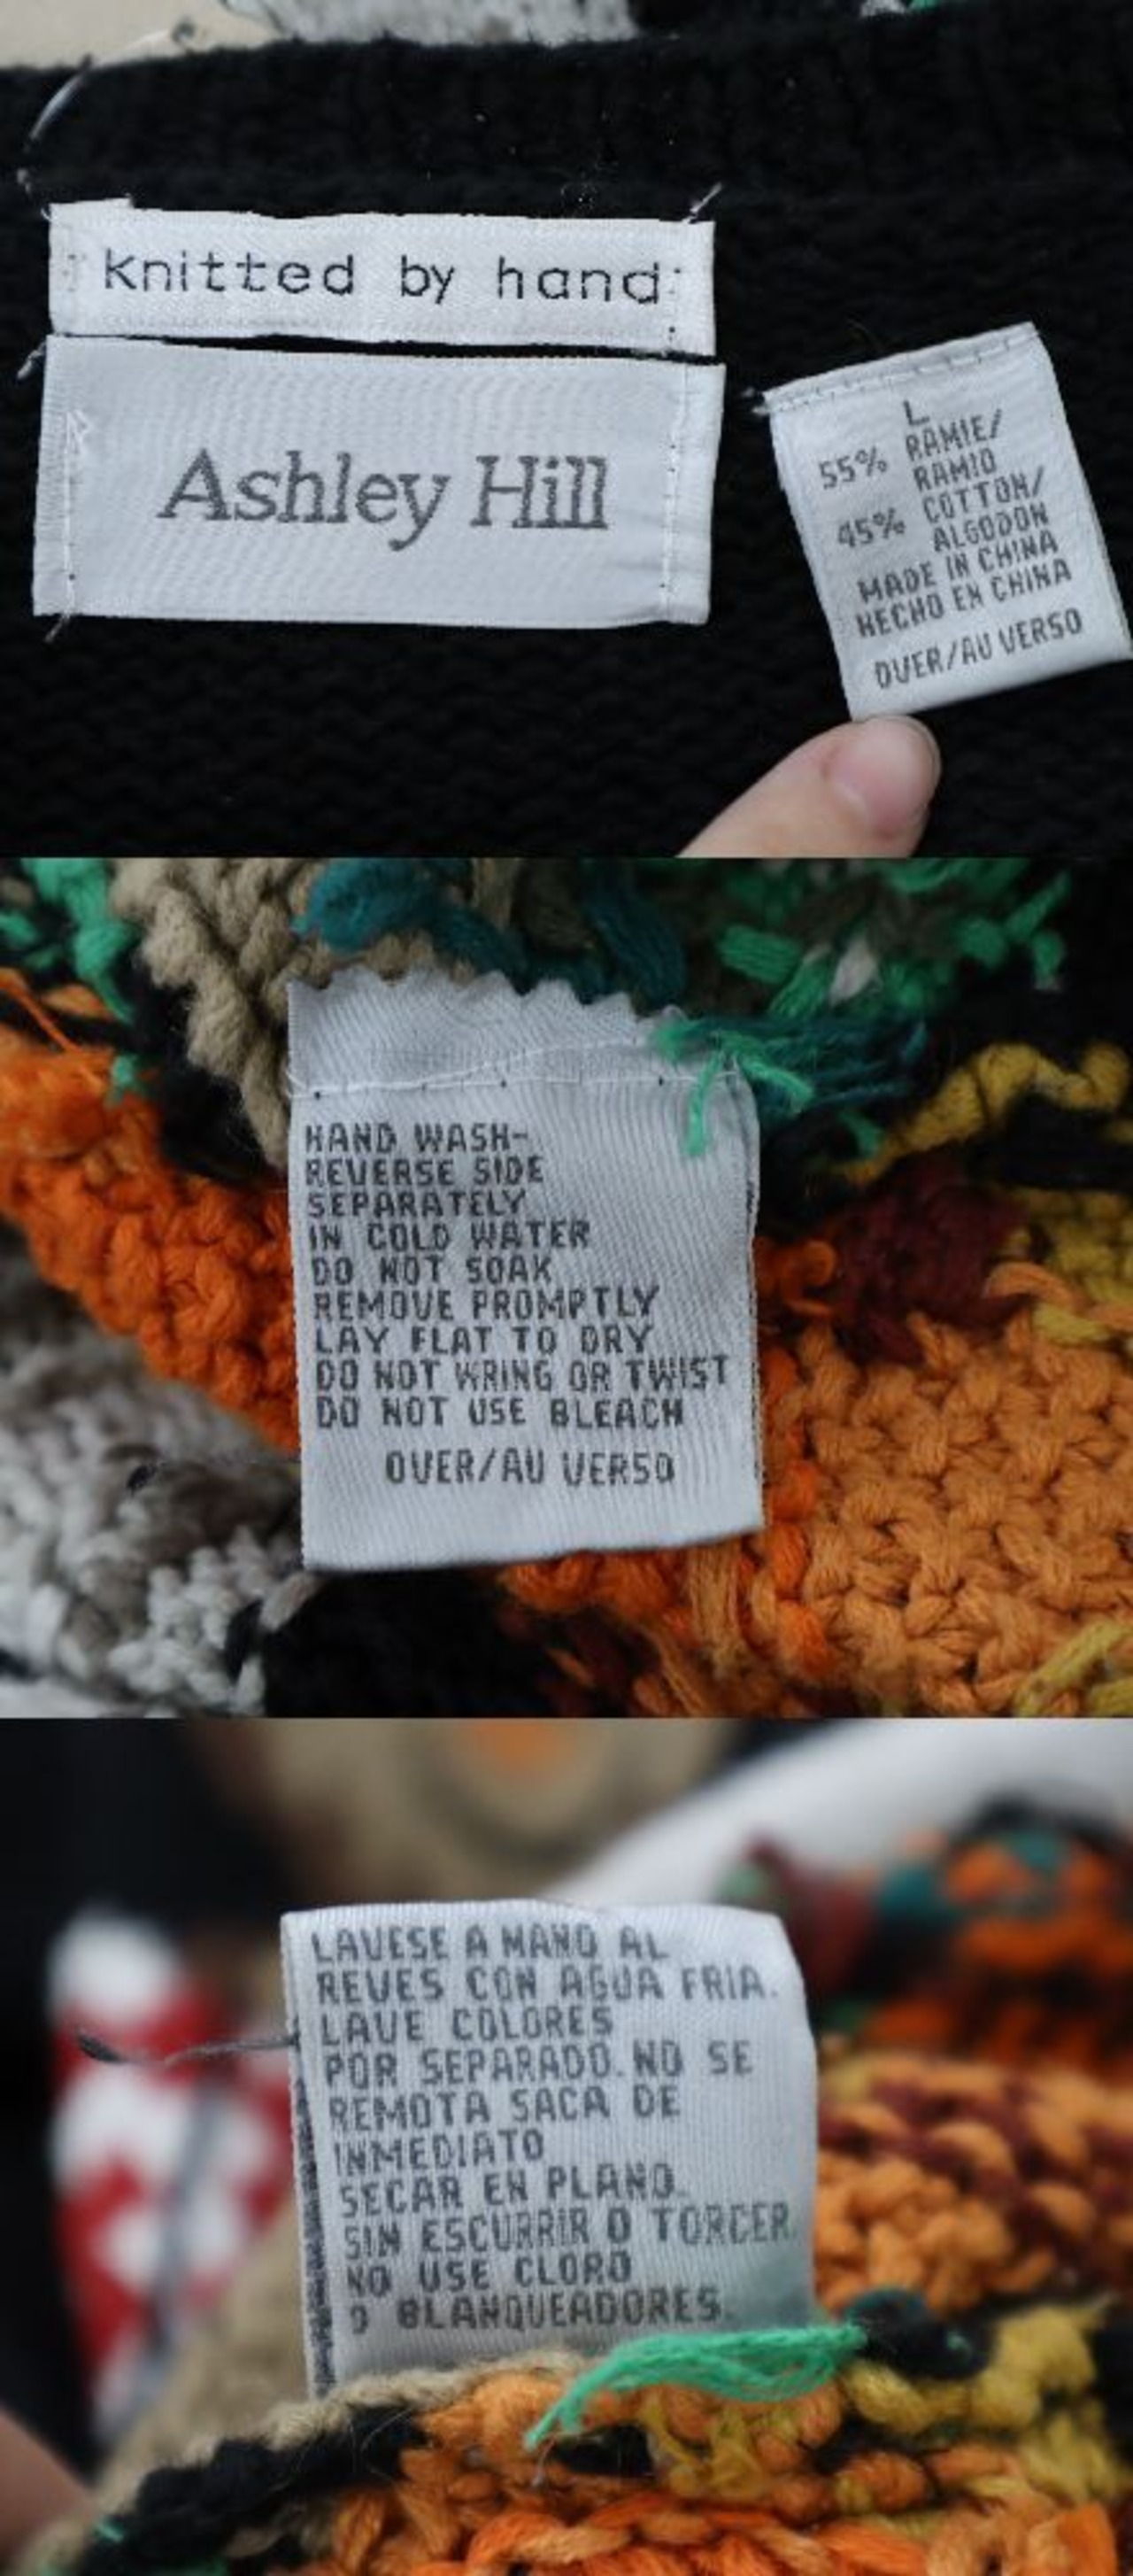 knitted by hand
Ashley Hill
L
55% RAMIE/
RAMIO
45% COTTON/
ALGODON
MADE IN CHINA
HECHO EN CHINA
OVER/AU VERSO
HAND WASH-
REVERSE SIDE
SEPARATELY
IN COLD WATER
DO NOT SOAK
REMOVE PROMPTLY
LAY FLAT TO DRY
DO NOT WRING OR TWIST
DO NOT USE BLEACH
OVER/AU VERSO
LAVESE A MANO AL
REVES CON AGUA FRIA.
LAVE COLORES
POR SEPARADO. NO SE
REMOTA SACA DE
INMEDIATO
SECAR EN PLANO.
SIN ESCURRIR O TORCER.
NO USE CLORO
O BLANQUEADORES.